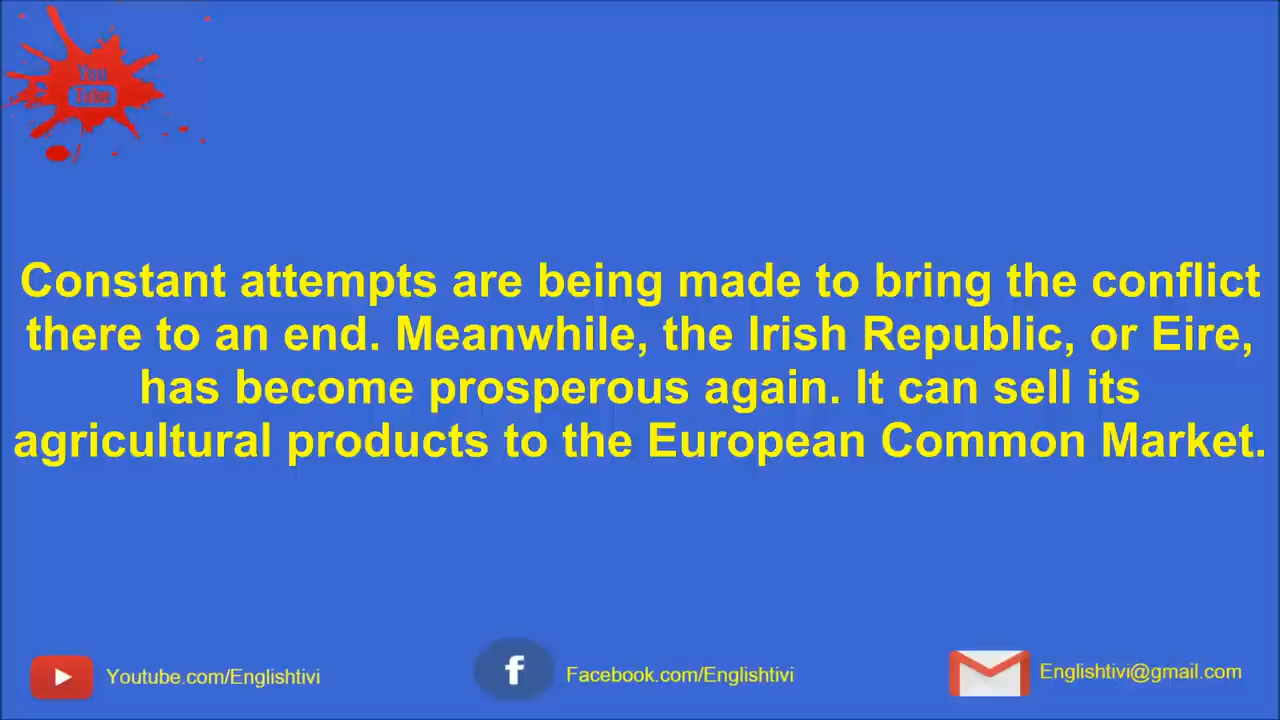 You
Tube
Constant attempts are being made to bring the conflict
there to an end. Meanwhile, the Irish Republic, or Eire,
has become prosperous again. It can sell its
agricultural products to the European Common Market.
Youtube.com/Englishtivi
f
Facebook.com/Englishtivi
Englishtivi@gmail.com